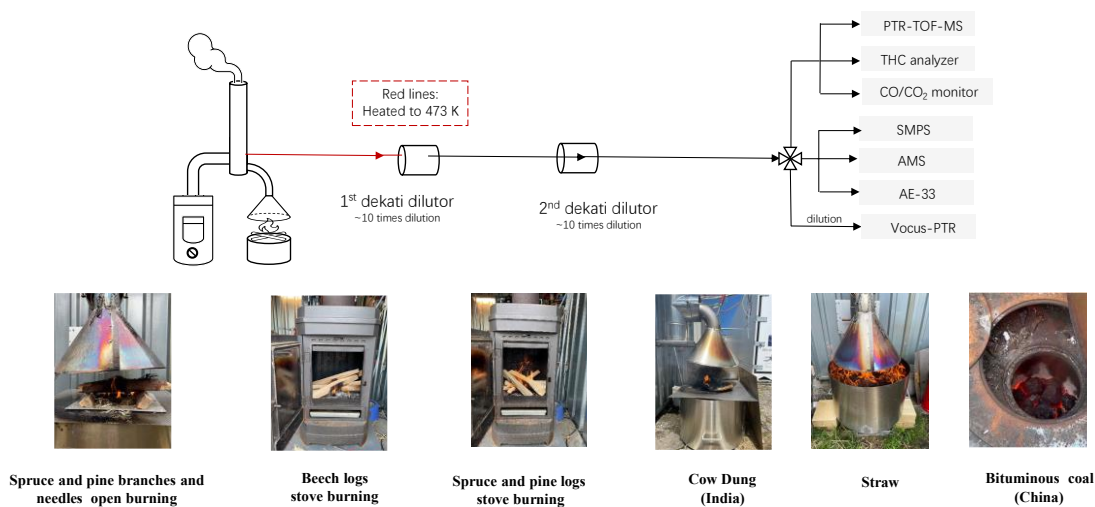 PTR-TOF-MS
THC analyzer
CO/CO₂ monitor
Red lines:
Heated to 473 K
SMPS
AMS
AE-33
1st dekati dilutor
~10 times dilution
2nd dekati dilutor
~10 times dilution
dilution
Vocus-PTR
Spruce and pine branches and
needles open burning
Beech logs
stove burning
Spruce and pine logs
stove burning
Cow Dung
(India)
Straw
Bituminous coal
(China)